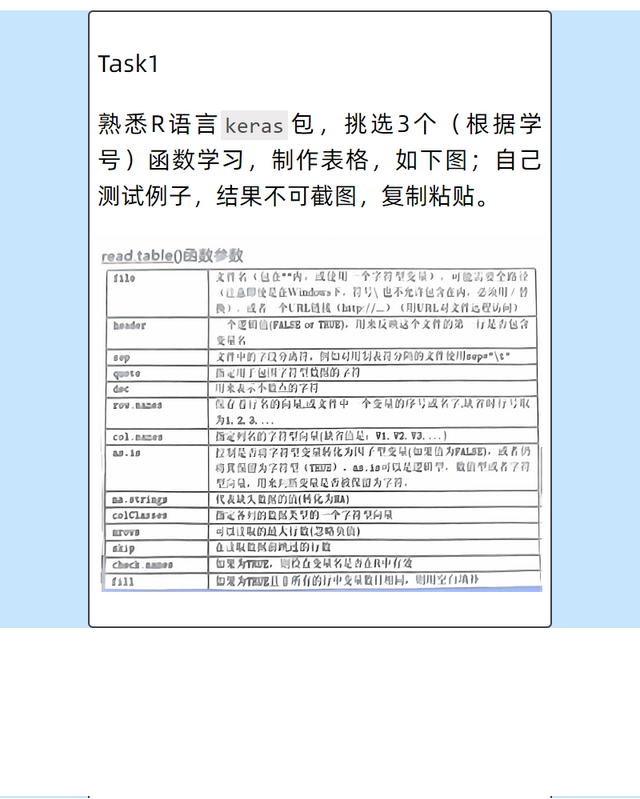 Task1
熟悉R语言 keras 包，挑选3个（根据学
号）函数学习，制作表格，如下图；自己
测试例子，结果不可截图，复制粘贴。
read.table()函数参数
file 文件名（包在""内，或使用一个字符型变量），可能需要全路径
（注意即使是在Windows下，符号\ 也不允许包含在内，必须用 / 替
换），或者一个URL链接（http://...）（用URL对文件远程访问）
header 一个逻辑值(FALSE or TRUE)，用来反映这个文件的第一行是否包含
变量名
sep 文件中的字段分离符，例如对用制表符分隔的文件使用sep="\t"
quote 指定用于包围字符型数据的字符
dec 用来表示小数点的字符
row.names 保存着行名的向量,或文件中一个变量的序号或名字,缺省时行号取
为1,2,3,...
col.names 指定列名的字符型向量(缺省值是：V1,V2,V3,...)
as.is 控制是否将字符型变量转化为因子型变量(如果值为FALSE)，或者仍
将其保留为字符型（TRUE）。as.is可以是逻辑型，数值型或者字符
型向量，用来判断变量是否被保留为字符。
na.strings 代表缺失数据的值(转化为NA)
colClasses 指定各列的数据类型的一个字符型向量
nrows 可以读取的最大行数(忽略负值)
skip 在读取数据前跳过的行数
check.names 如果为TRUE，则检查变量名是否在R中有效
fill 如果为TRUE且非所有的行中变量数目相同，则用空白填补